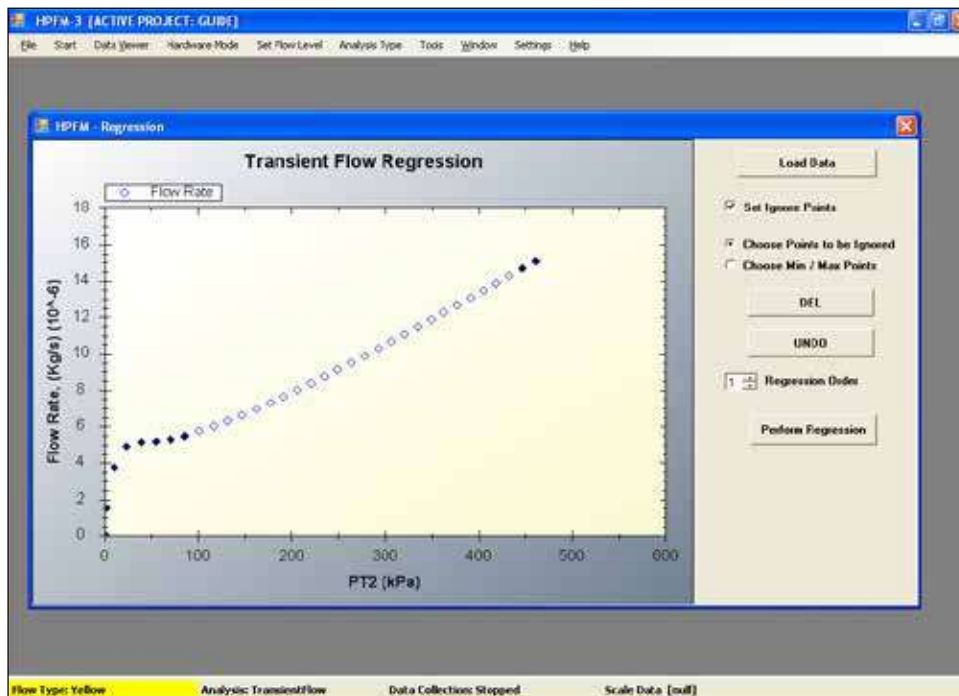 HPFM-3 [ACTIVE PROJECT: GUIDE]
File Start Data Viewer Hardware Mode Set Flow Level Analysis Type Tools Window Settings Help
HPFM - Regression
Transient Flow Regression
Flow Rate
18
16
14
12
10
8
6
4
2
0
Flow Rate, (Kg/s) (10^-6)
0 100 200 300 400 500 600
PT2 (kPa)
Load Data
Set Ignore Points
Choose Points to be Ignored
Choose Min / Max Points
DEL
UNDO
1 Regression Order
Perform Regression
Flow Type: Yellow Analysis: TransientFlow Data Collection: Stopped Scale Data [null]